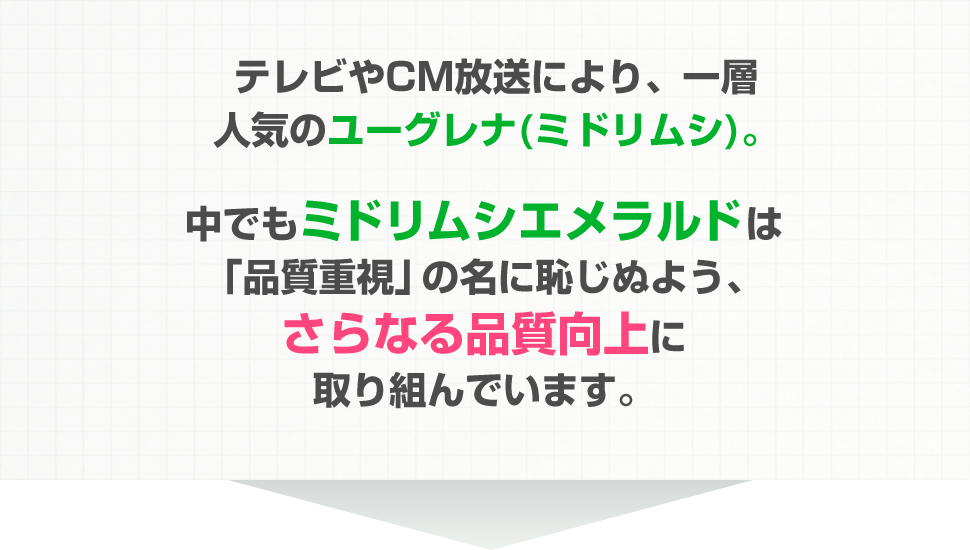 テレビやCM放送により、一層
人気のユーグレナ(ミドリムシ)。
中でもミドリムシエメラルドは
「品質重視」の名に恥じぬよう、
さらなる品質向上に
取り組んでいます。